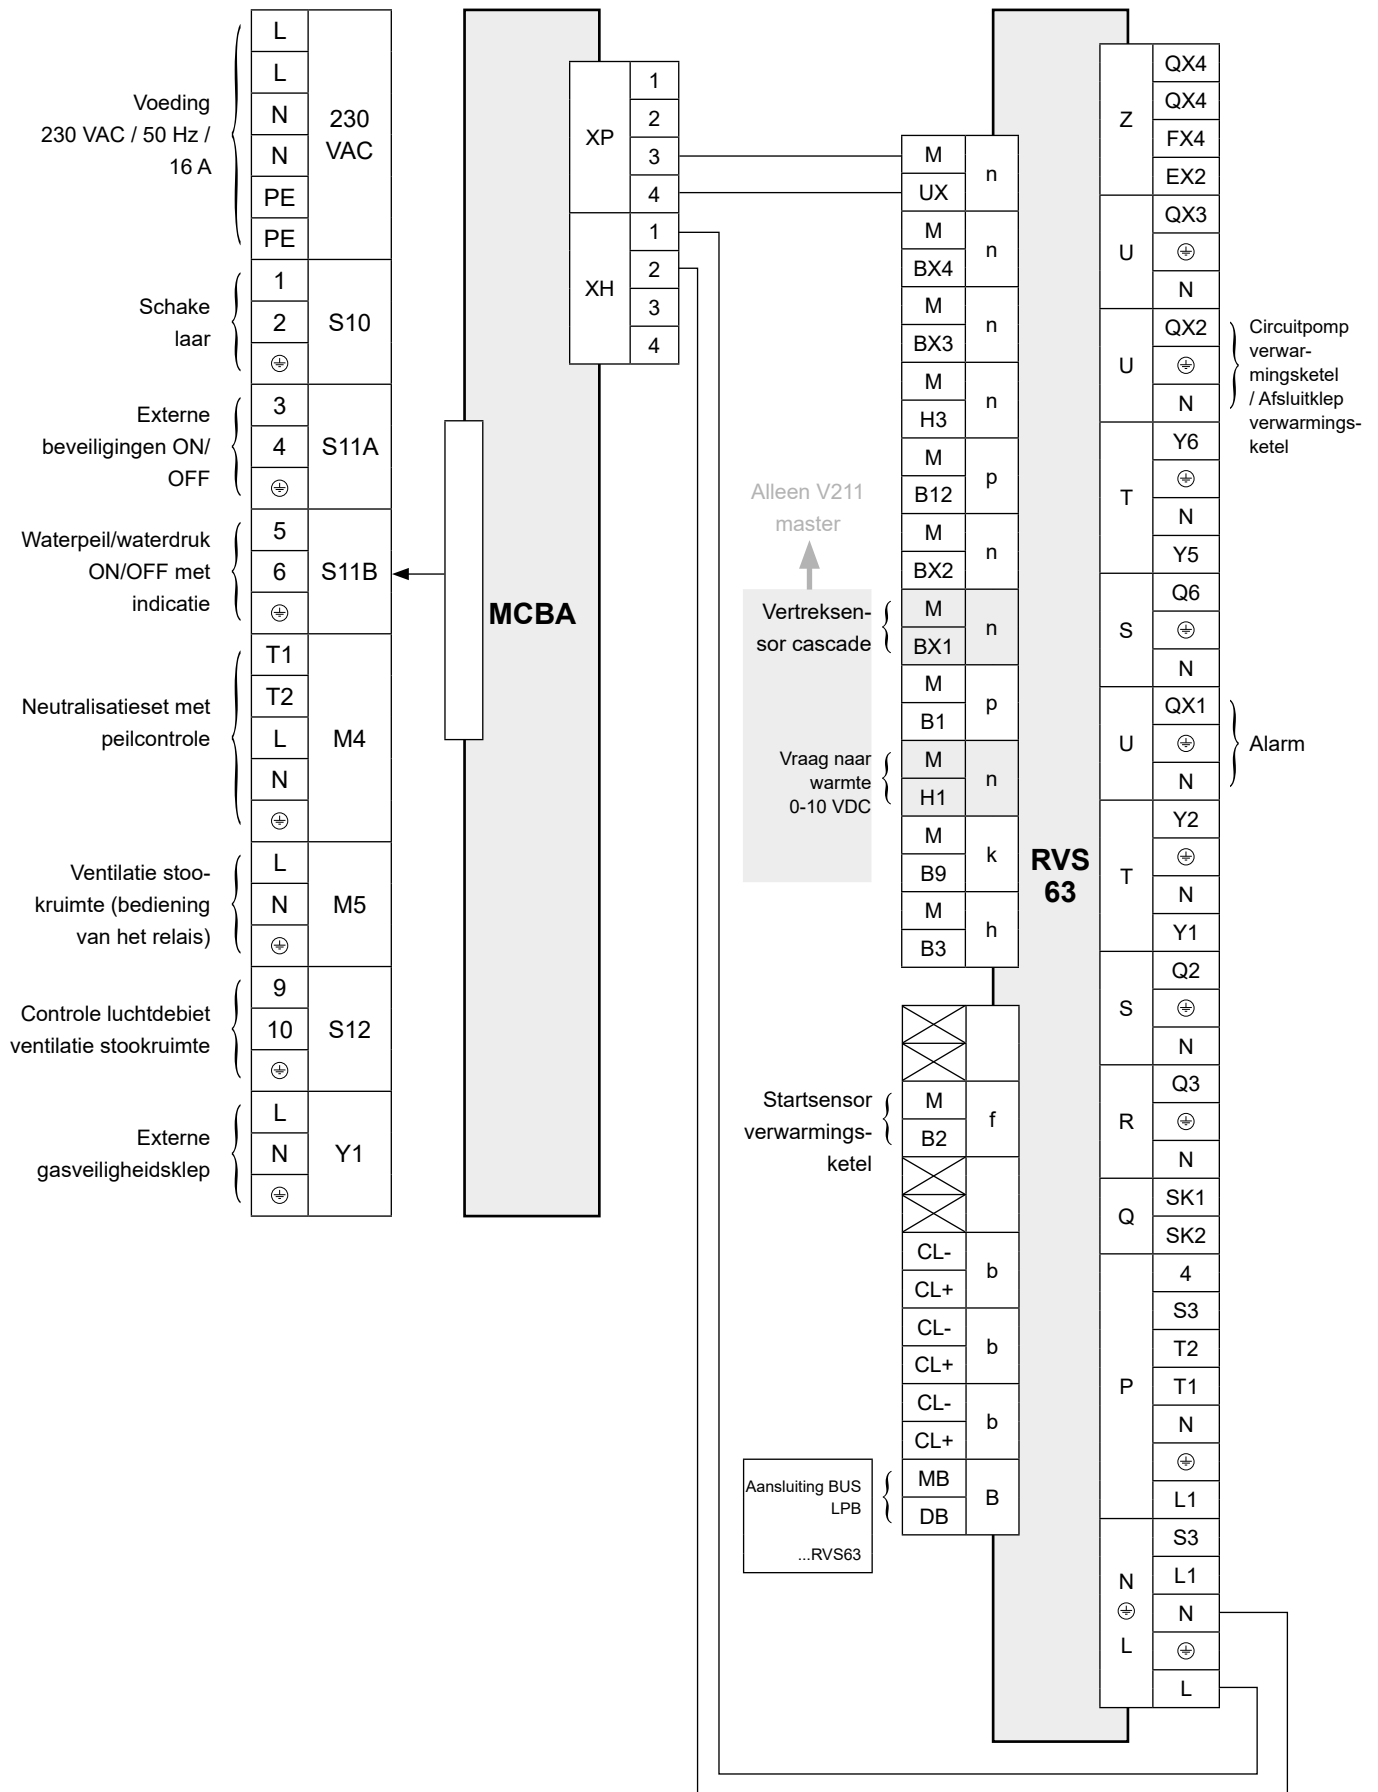 Voeding
230 VAC / 50 Hz /
16 A
L
L
N
N
PE
PE
230
VAC
Schake
laar
1
2
S10
Externe
beveiligingen ON/
OFF
3
4
S11A
Waterpeil/waterdruk
ON/OFF met
indicatie
5
6
S11B
Neutralisatieset met
peilcontrole
T1
T2
L
N
M4
Ventilatie stoo-
kruimte (bediening
van het relais)
L
N
M5
Controle luchtdebiet
ventilatie stookruimte
9
10
S12
Externe
gasveiligheidsklep
L
N
Y1
MCBA
XP
1
2
3
4
XH
1
2
3
4
Alleen V211
master
Vertreksen-
sor cascade
Vraag naar
warmte
0-10 VDC
Startsensor
verwarmings-
ketel
Aansluiting BUS
LPB
...RVS63
M
UX
n
M
BX4
n
M
BX3
n
M
H3
n
M
B12
p
M
BX2
n
M
BX1
n
M
B1
p
M
H1
n
M
B9
k
M
B3
h
M
B2
f
CL-
CL+
b
CL-
CL+
b
CL-
CL+
b
MB
DB
B
RVS
63
Z
QX4
QX4
FX4
EX2
U
QX3
N
U
QX2
N
Circuitpomp
verwar-
mingsketel
/ Afsluitklep
verwarmings-
ketel
T
Y6
N
Y5
S
Q6
N
U
QX1
N
Alarm
T
Y2
N
Y1
S
Q2
N
R
Q3
N
Q
SK1
SK2
P
4
S3
T2
T1
N
L1
N
L
S3
L1
N
L